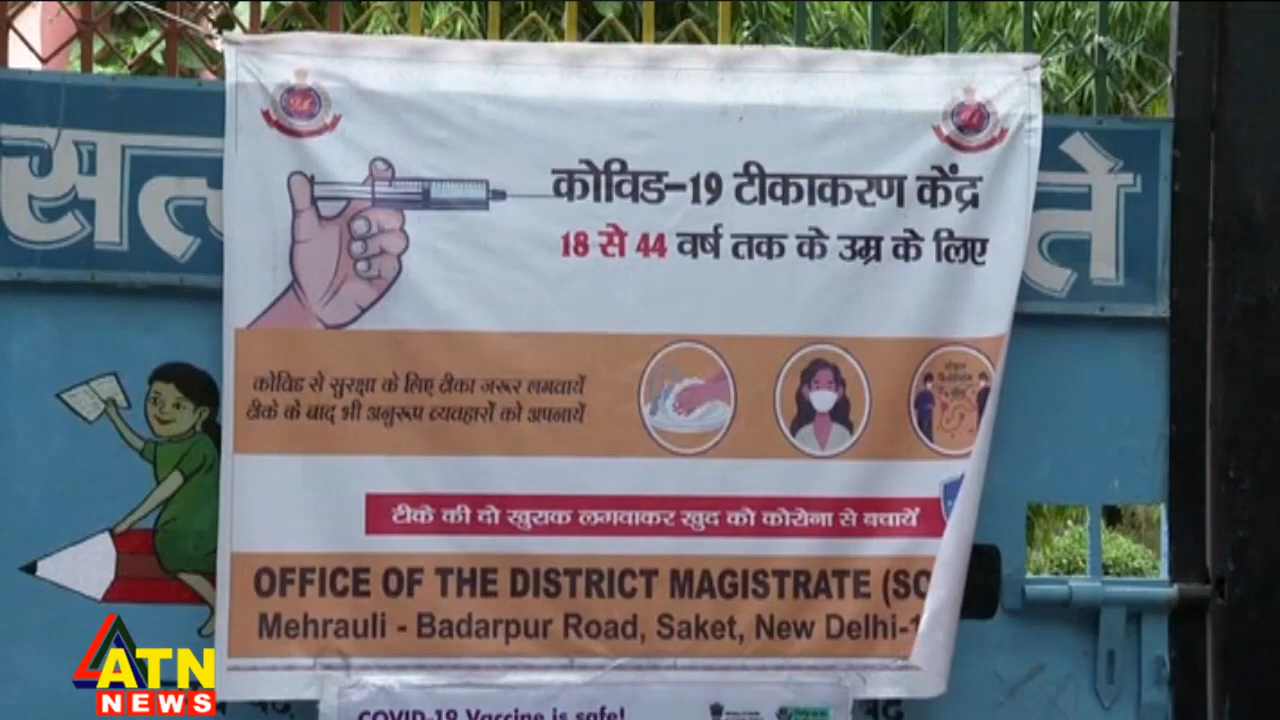 कोविड-19 टीकाकरण केंद्र
18 से 44 वर्ष तक के उम्र के लिए
कोविड से सुरक्षा के लिए टीका जरूर लगवायें
टीके के बाद भी अनुरूप व्यवहारों को अपनायें
टीके की दो खुराक लगवाकर खुद को कोरोना से बचायें
OFFICE OF THE DISTRICT MAGISTRATE (SO
Mehrauli - Badarpur Road, Saket, New Delhi-1
COVID-19 Vaccine is safe!
ATN
NEWS